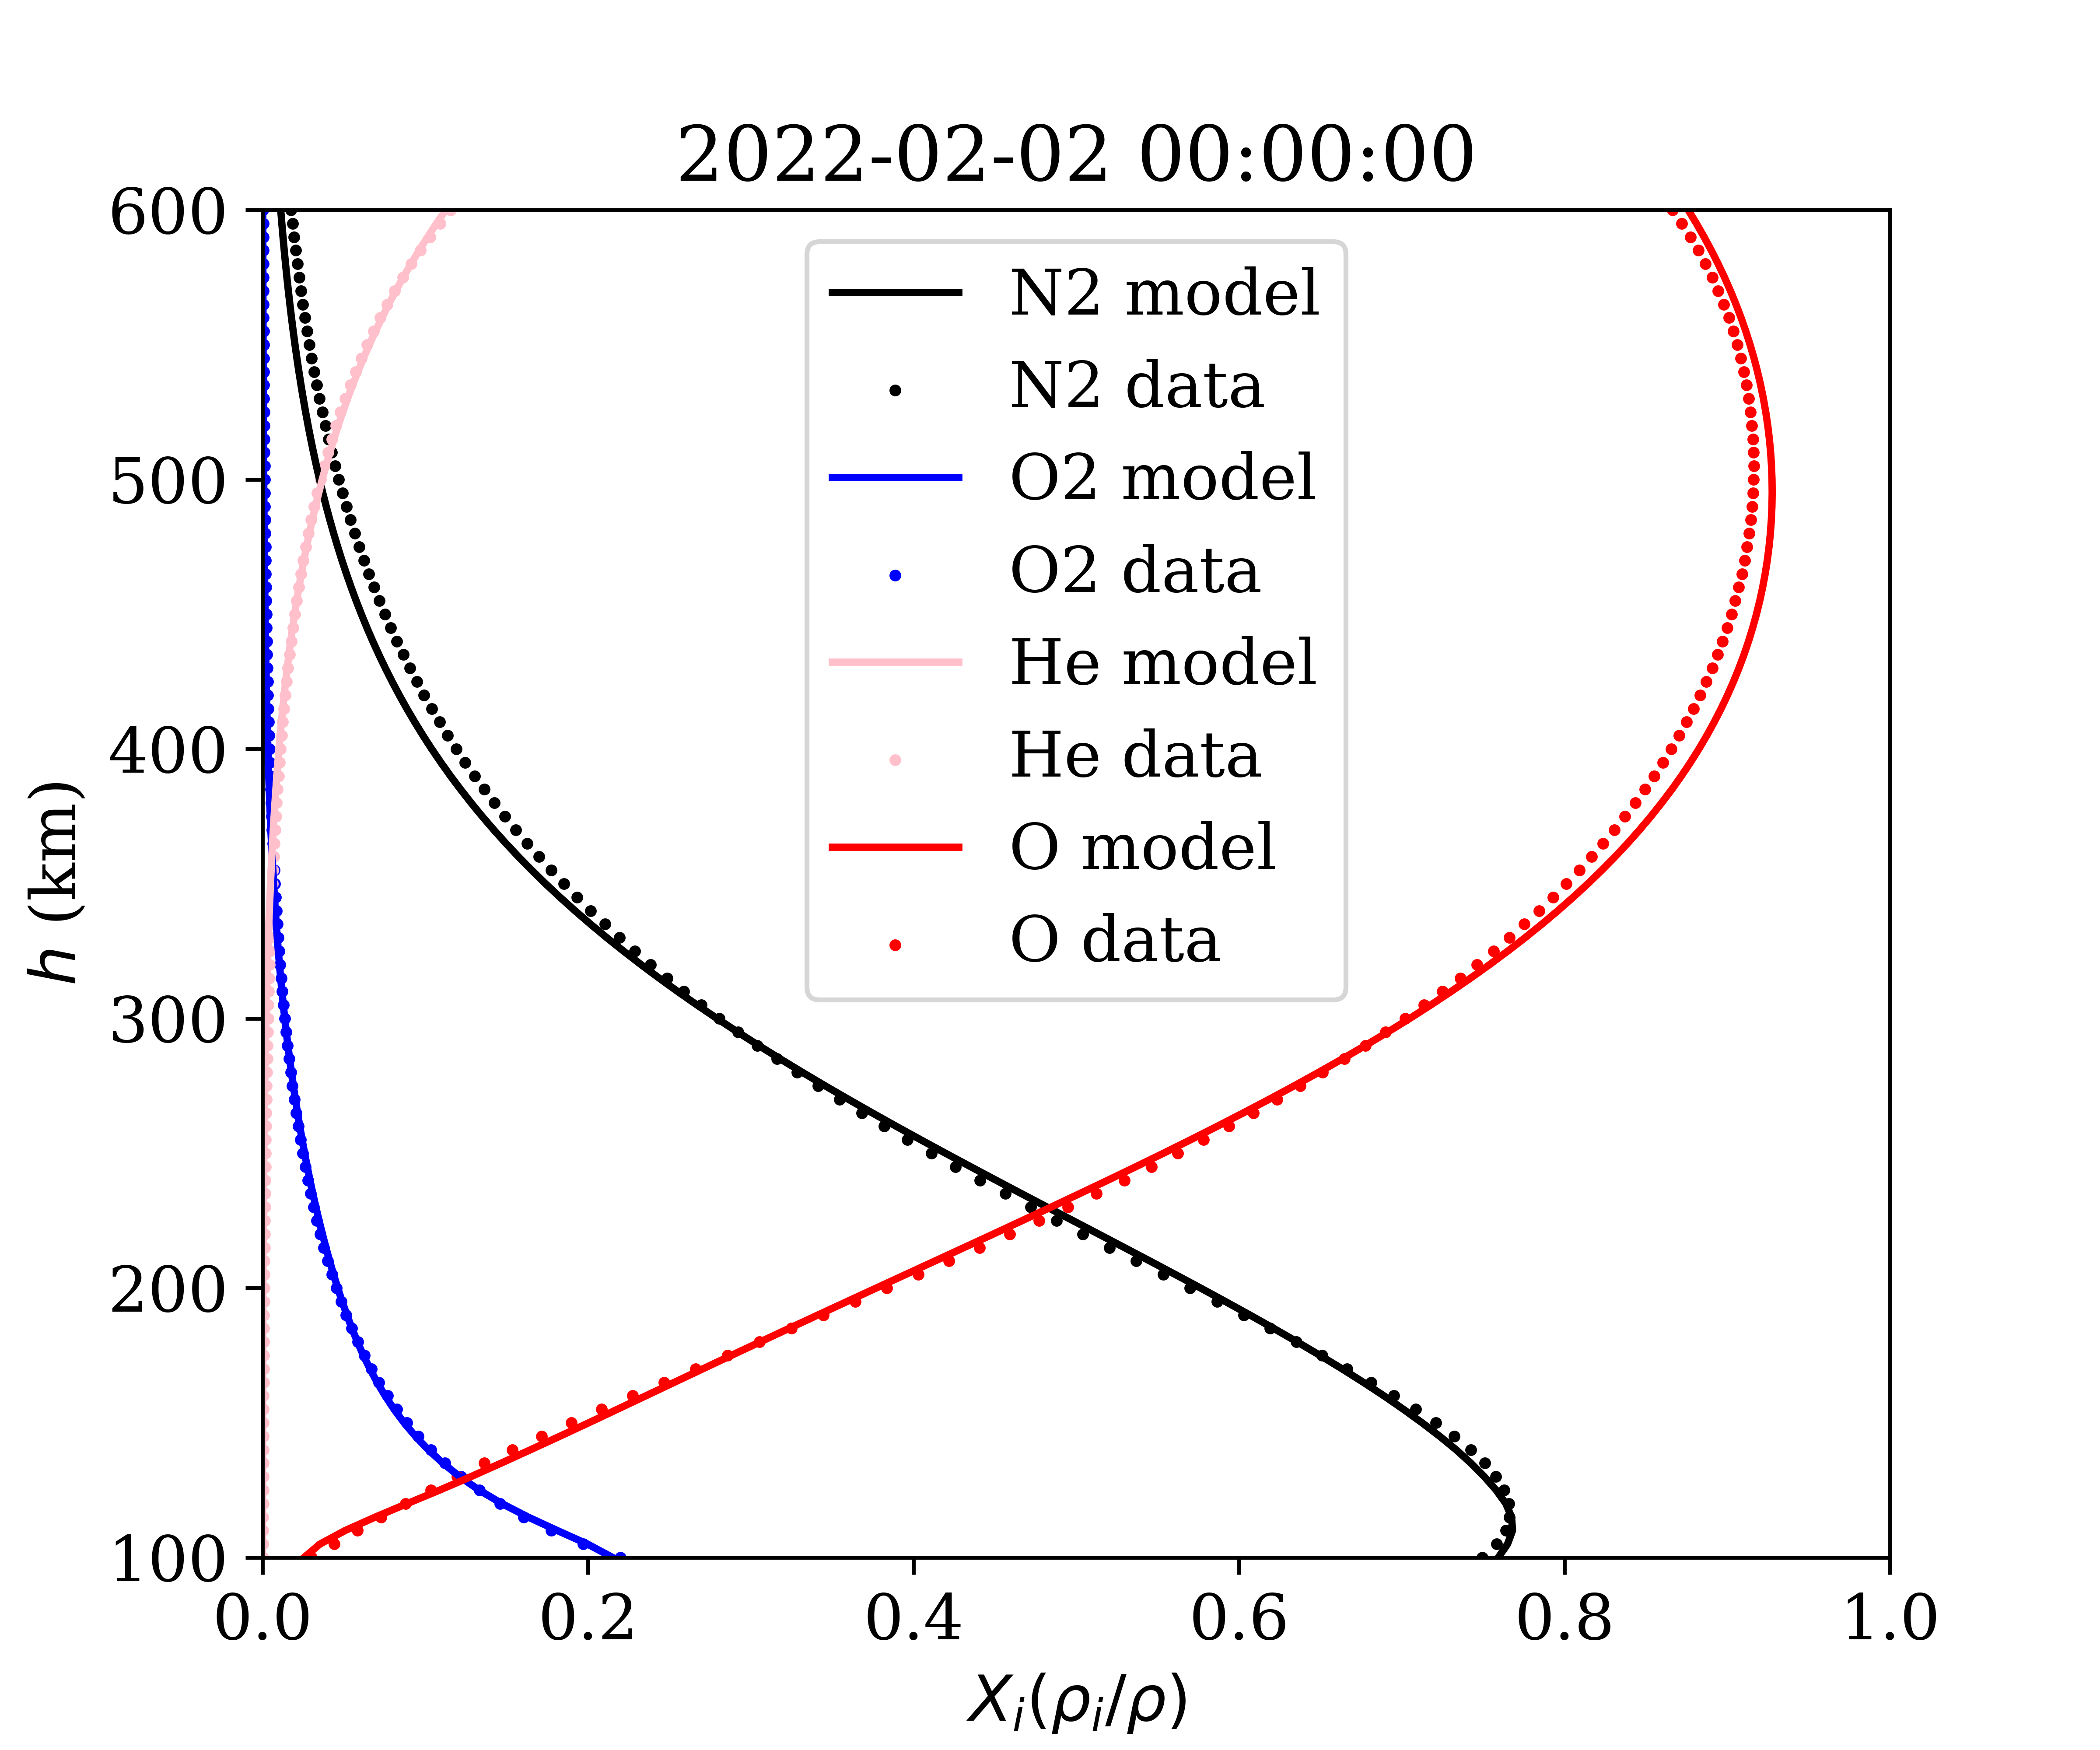 2022-02-02 00:00:00
600
500
400
300
200
100
h (km)
N2 model
N2 data
O2 model
O2 data
He model
He data
O model
O data
0.0 0.2 0.4 0.6 0.8 1.0
X_i(ρ_i/ρ)